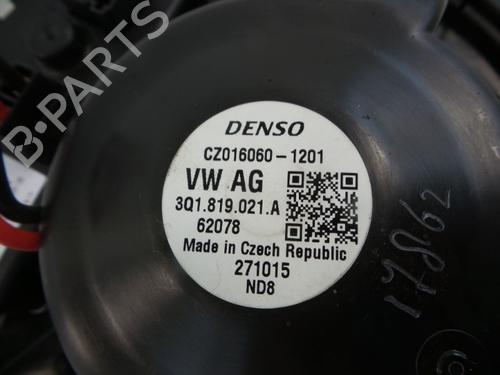 B-PARTS
DENSO
CZ016060-1201
VW AG
3Q1.819.021.A
62078
Made in Czech Republic
271015
ND8
17862